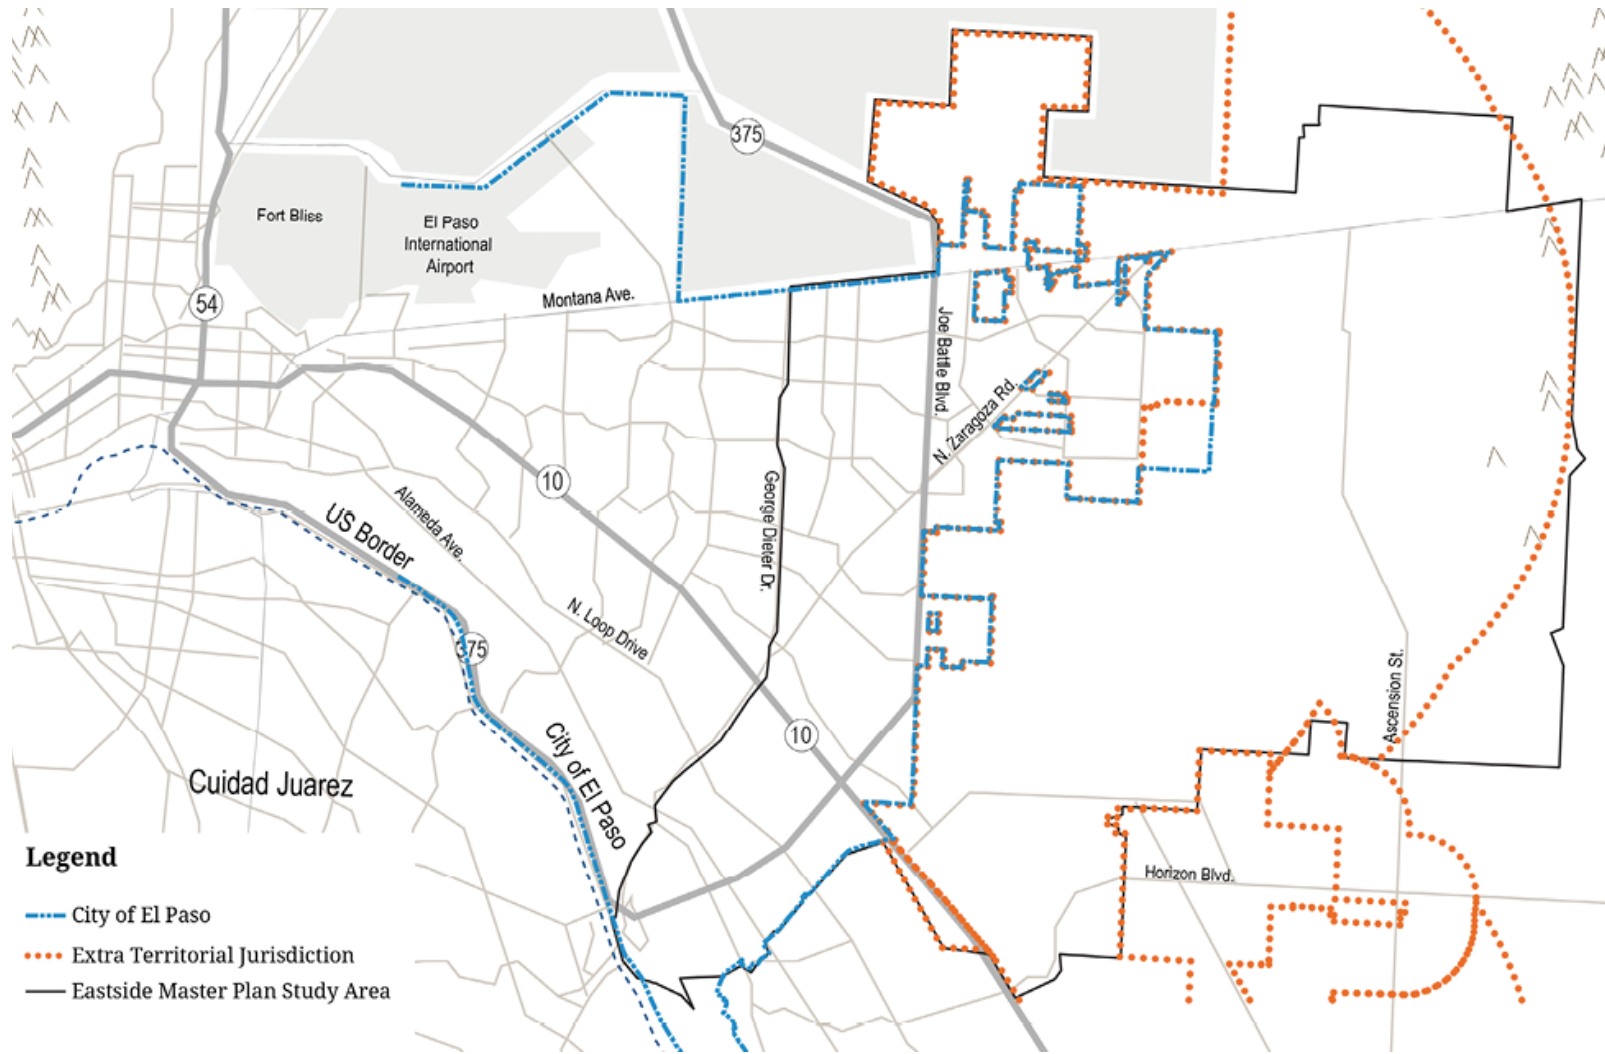 375
Fort Bliss
El Paso
International
Airport
54
Montana Ave.
Joe Battle Blvd.
N. Zaragoza Rd.
10
George Dieter Dr.
Alameda Ave.
US Border
N. Loop Drive
375
Ascension St.
10
City of El Paso
Cuidad Juarez
Horizon Blvd.
Legend
City of El Paso
Extra Territorial Jurisdiction
Eastside Master Plan Study Area